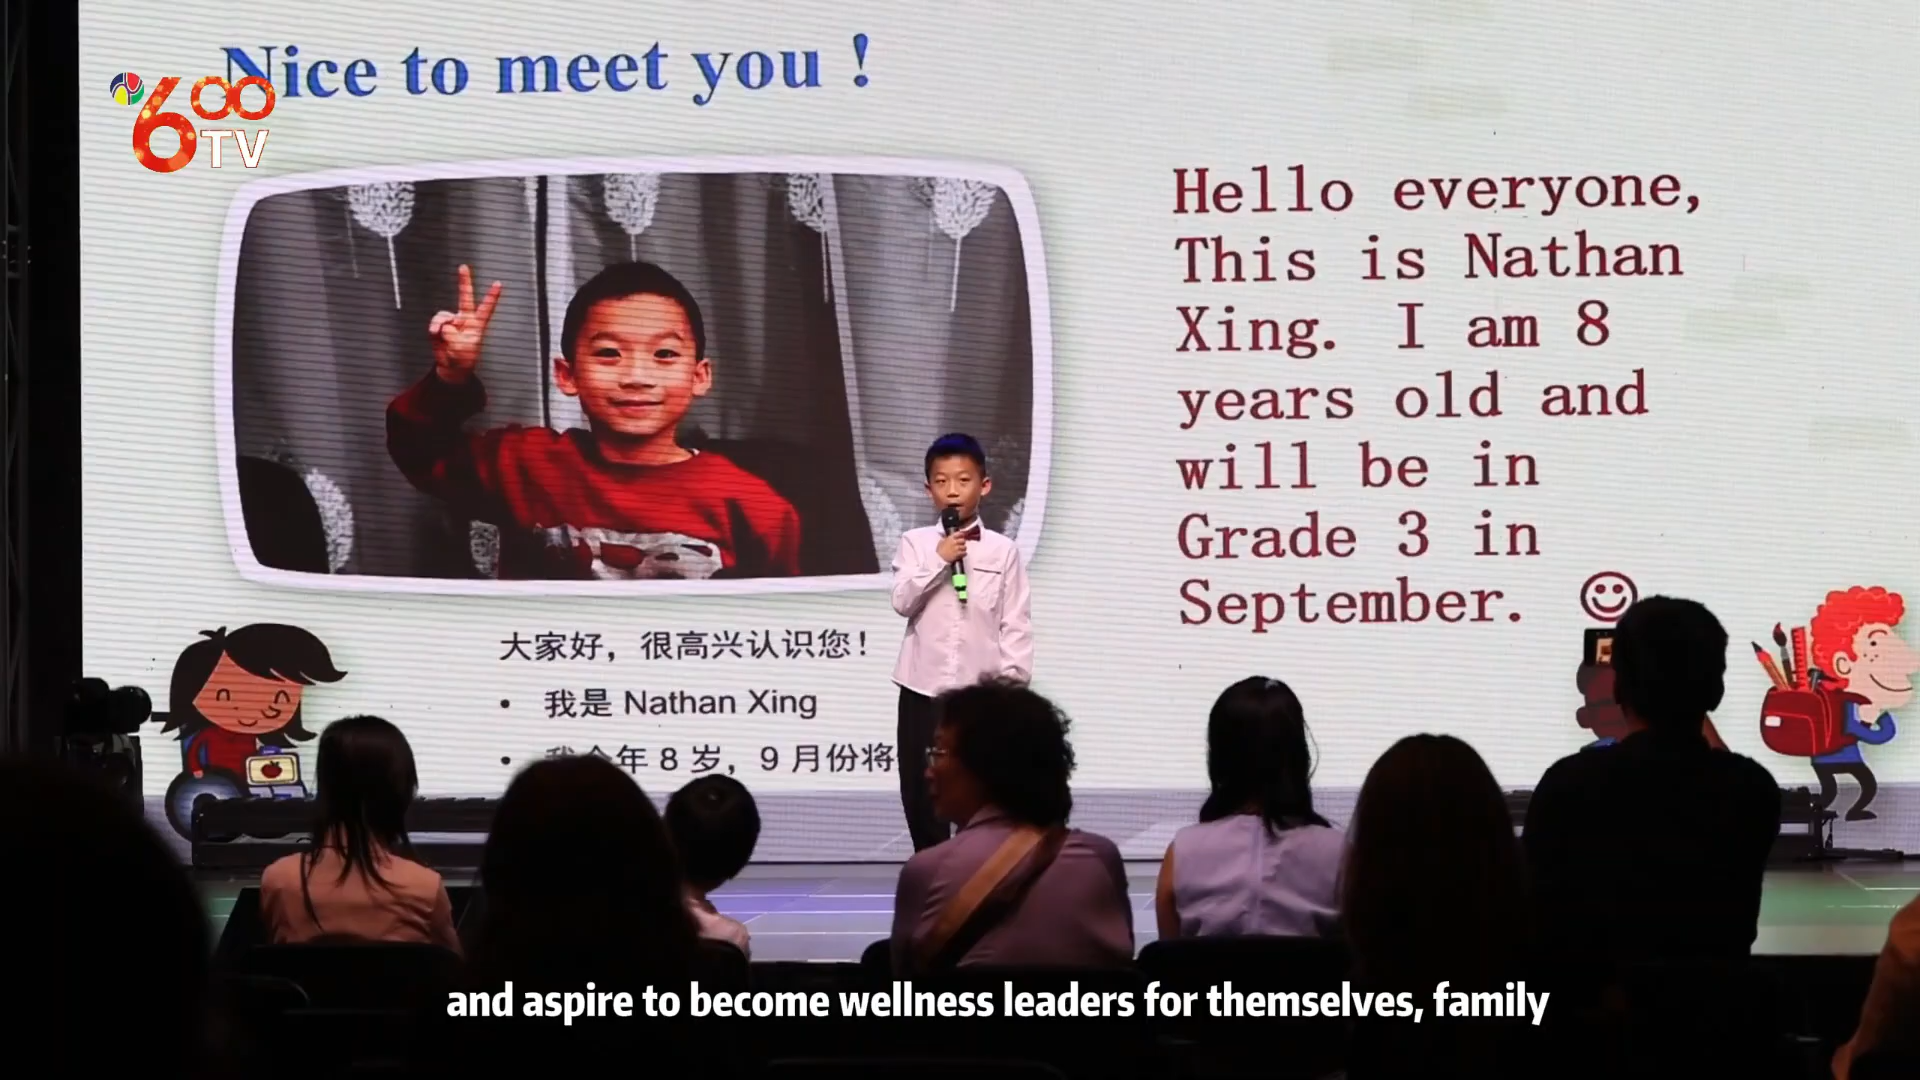 Nice to meet you !
600
TV
Hello everyone,
This is Nathan
Xing. I am 8
years old and
will be in
Grade 3 in
September. ☺
大家好，很高兴认识您！
• 我是 Nathan Xing
• 我今年 8 岁，9 月份将
and aspire to become wellness leaders for themselves, family